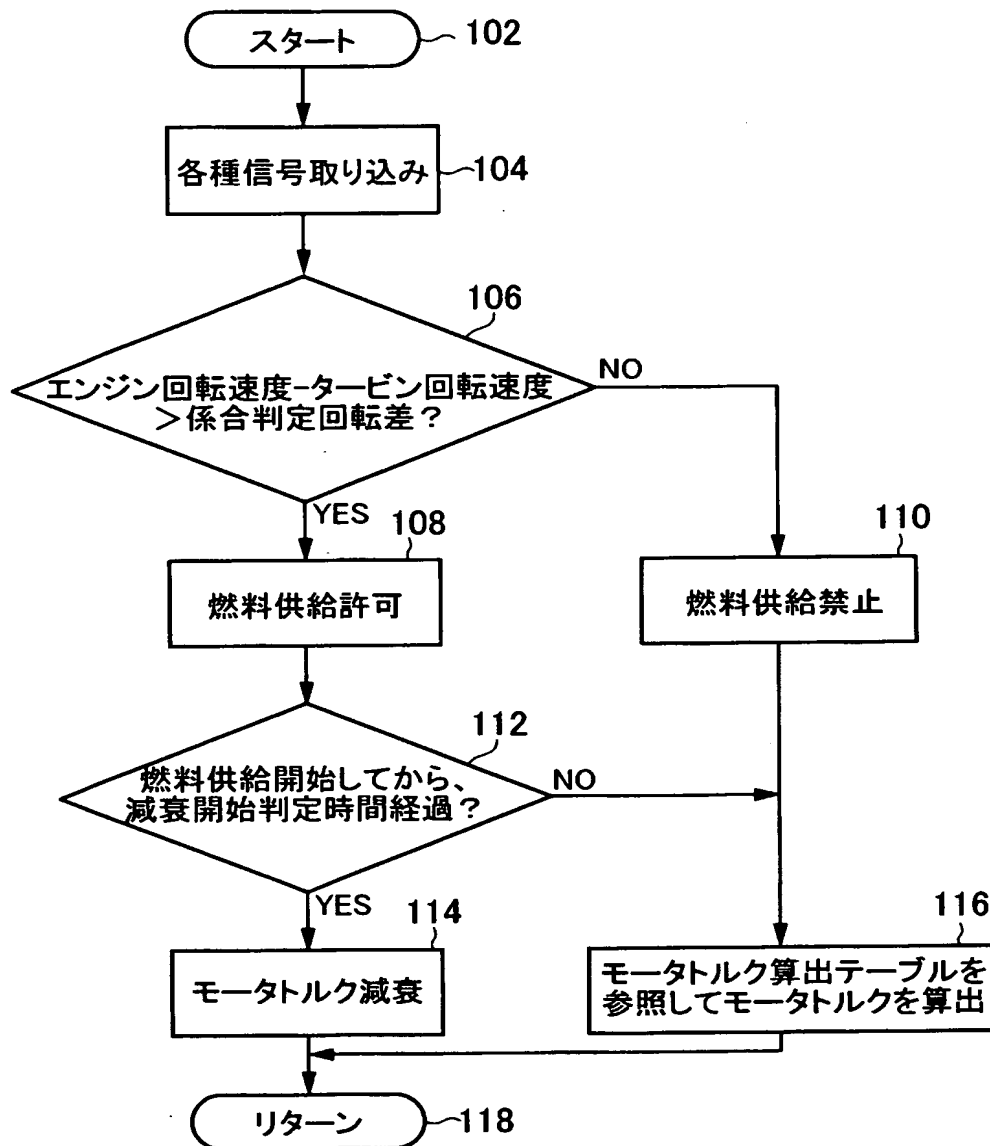 スタート
102
各種信号取り込み
104
106
エンジン回転速度-タービン回転速度
＞係合判定回転差？
NO
YES
108
燃料供給許可
110
燃料供給禁止
112
燃料供給開始してから、
減衰開始判定時間経過？
NO
YES
114
モータトルク減衰
116
モータトルク算出テーブルを
参照してモータトルクを算出
リターン
118